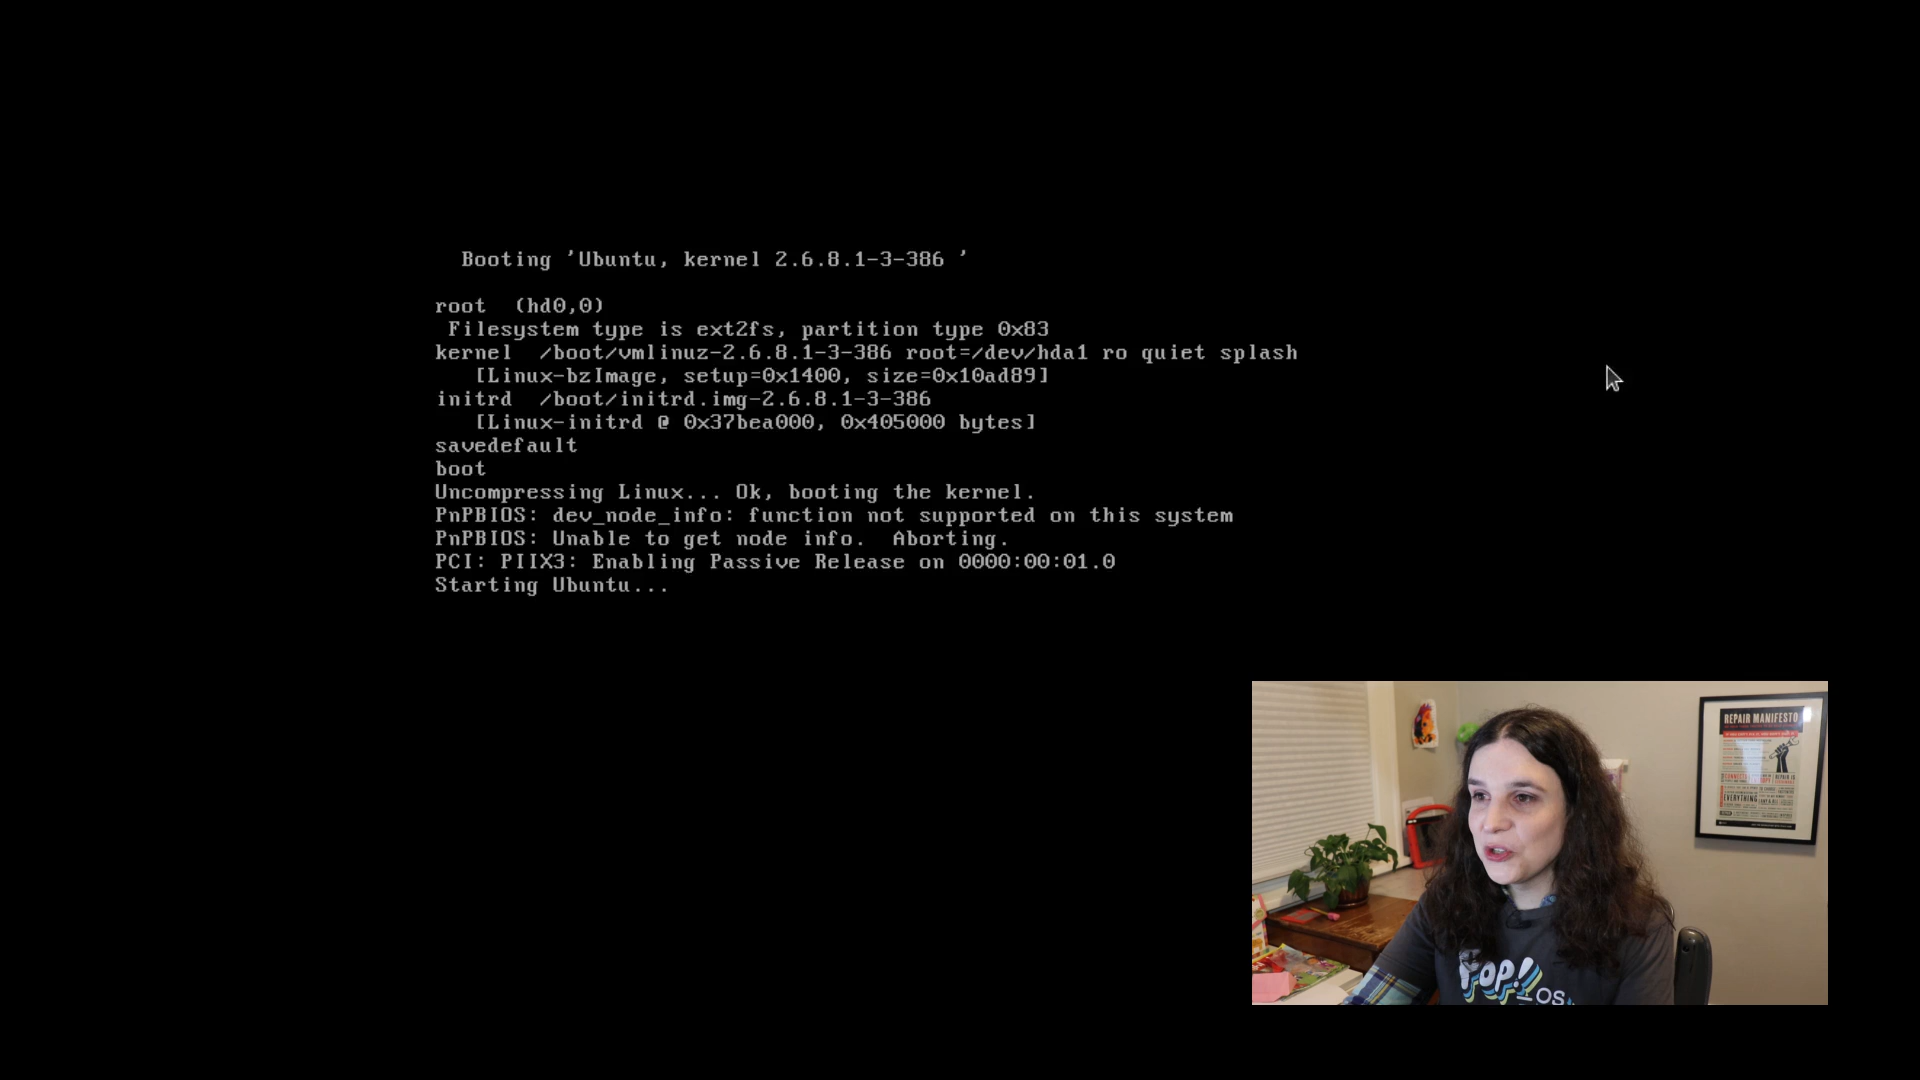 Booting 'Ubuntu, kernel 2.6.8.1-3-386 '
root (hd0,0)
Filesystem type is ext2fs, partition type 0x83
kernel /boot/vmlinuz-2.6.8.1-3-386 root=/dev/hda1 ro quiet splash
[Linux-bzImage, setup=0x1400, size=0x10ad89]
initrd /boot/initrd.img-2.6.8.1-3-386
[Linux-initrd @ 0x37bea000, 0x405000 bytes]
savedefault
boot
Uncompressing Linux... Ok, booting the kernel.
PnPBIOS: dev_node_info: function not supported on this system
PnPBIOS: Unable to get node info. Aborting.
PCI: PIIX3: Enabling Passive Release on 0000:00:01.0
Starting Ubuntu...
REPAIR MANIFESTO
EVERYTHING
Pop!
OS